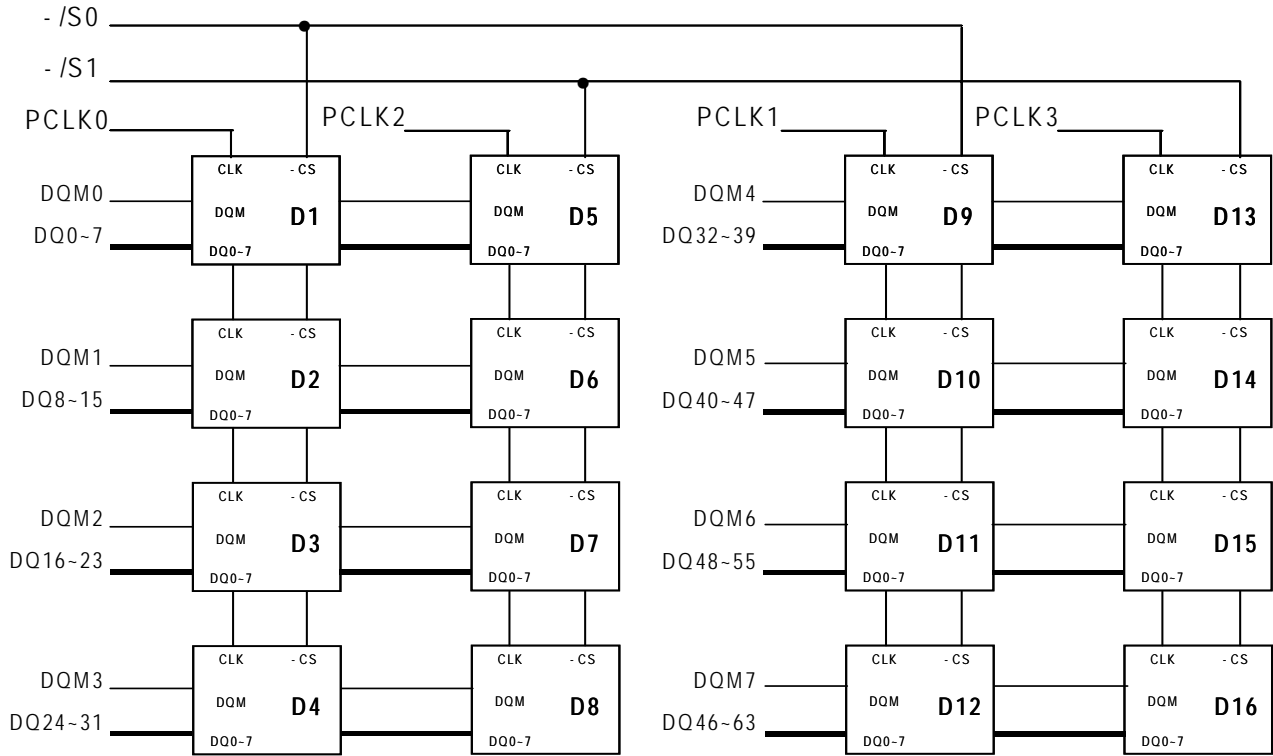 - /S0
- /S1
PCLK0 PCLK2 PCLK1 PCLK3
CLK - CS CLK - CS CLK - CS CLK - CS
DQM0 DQM D1 DQM D5 DQM4 DQM D9 DQM D13
DQ0~7 DQ0~7 DQ0~7 DQ32~39 DQ0~7 DQ0~7
CLK - CS CLK - CS CLK - CS CLK - CS
DQM1 DQM D2 DQM D6 DQM5 DQM D10 DQM D14
DQ8~15 DQ0~7 DQ0~7 DQ40~47 DQ0~7 DQ0~7
CLK - CS CLK - CS CLK - CS CLK - CS
DQM2 DQM D3 DQM D7 DQM6 DQM D11 DQM D15
DQ16~23 DQ0~7 DQ0~7 DQ48~55 DQ0~7 DQ0~7
CLK - CS CLK - CS CLK - CS CLK - CS
DQM3 DQM D4 DQM D8 DQM7 DQM D12 DQM D16
DQ24~31 DQ0~7 DQ0~7 DQ46~63 DQ0~7 DQ0~7